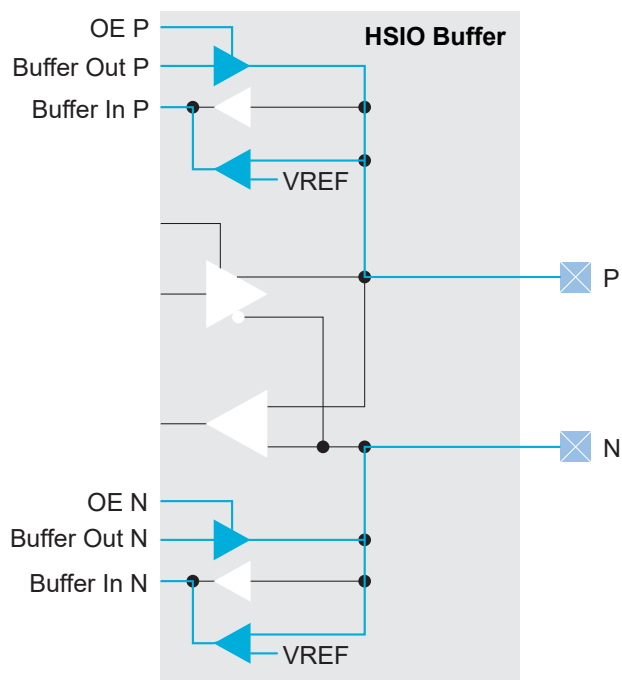 OE P
HSIO Buffer
Buffer Out P
Buffer In P
VREF
P
N
OE N
Buffer Out N
Buffer In N
VREF